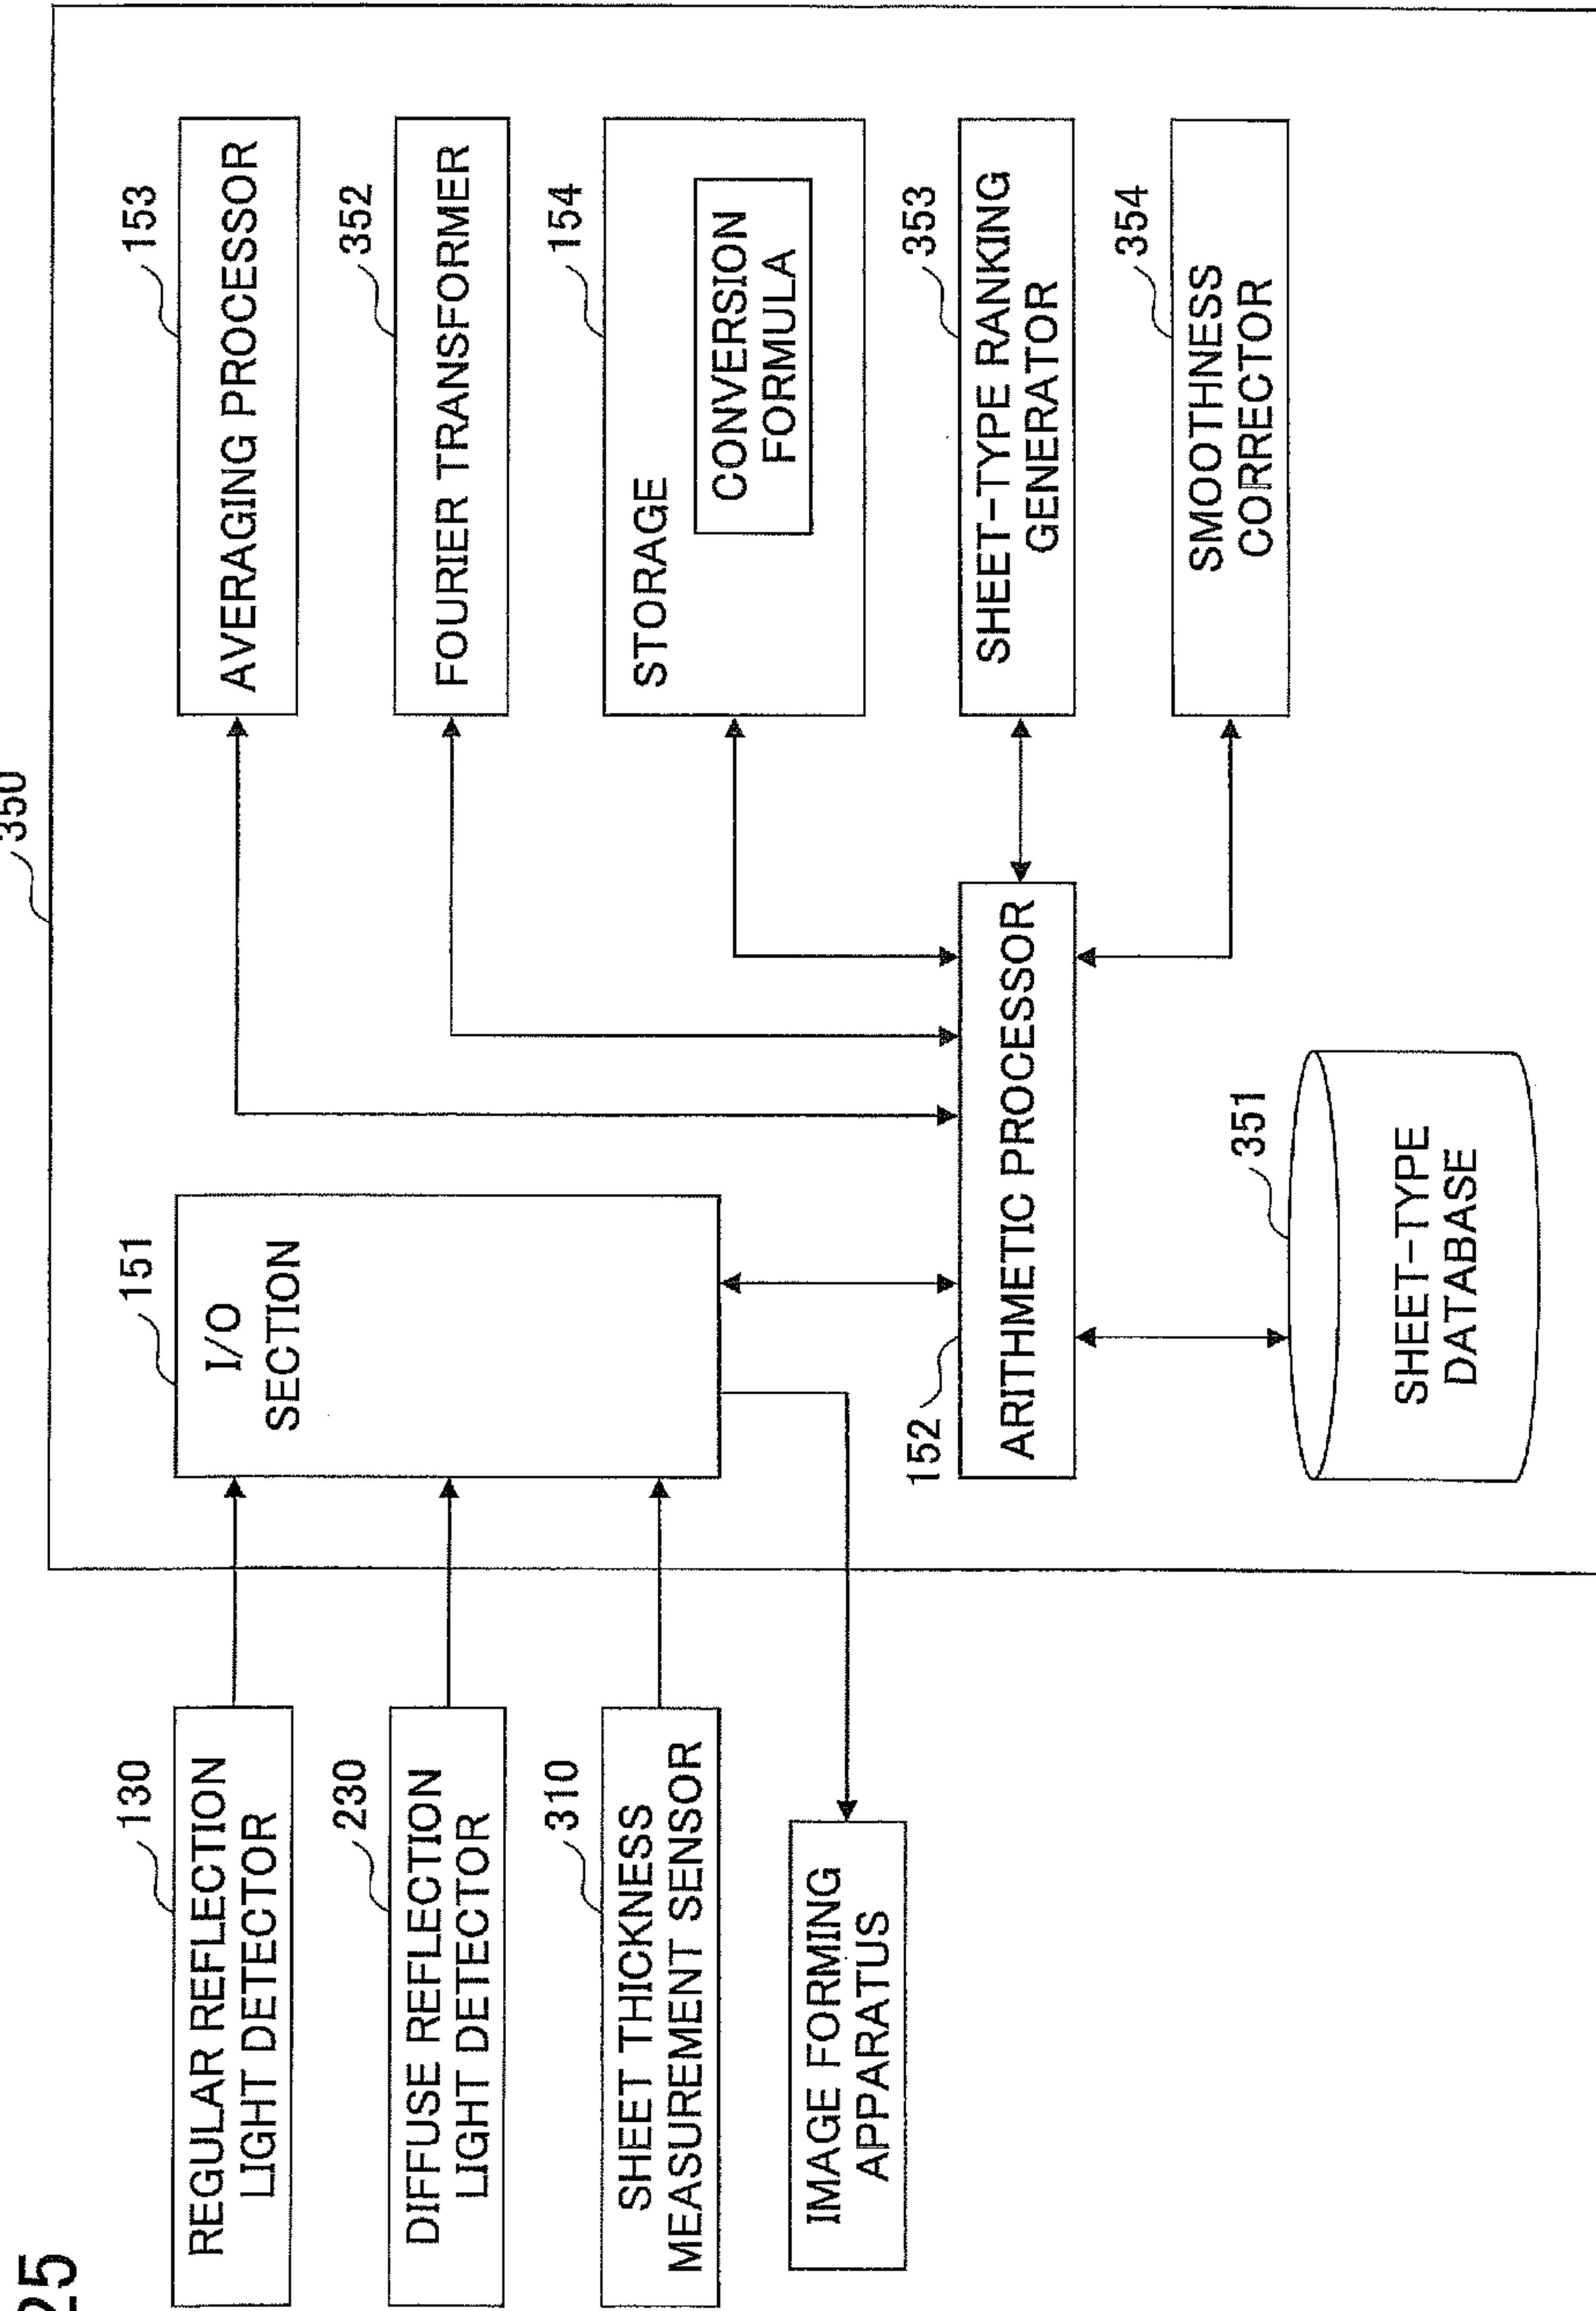 25
350
130
REGULAR REFLECTION
LIGHT DETECTOR
230
DIFFUSE REFLECTION
LIGHT DETECTOR
310
SHEET THICKNESS
MEASUREMENT SENSOR
IMAGE FORMING
APPARATUS
151
I/O
SECTION
152
ARITHMETIC PROCESSOR
351
SHEET-TYPE
DATABASE
153
AVERAGING PROCESSOR
352
FOURIER TRANSFORMER
154
STORAGE
CONVERSION
FORMULA
353
SHEET-TYPE RANKING
GENERATOR
354
SMOOTHNESS
CORRECTOR